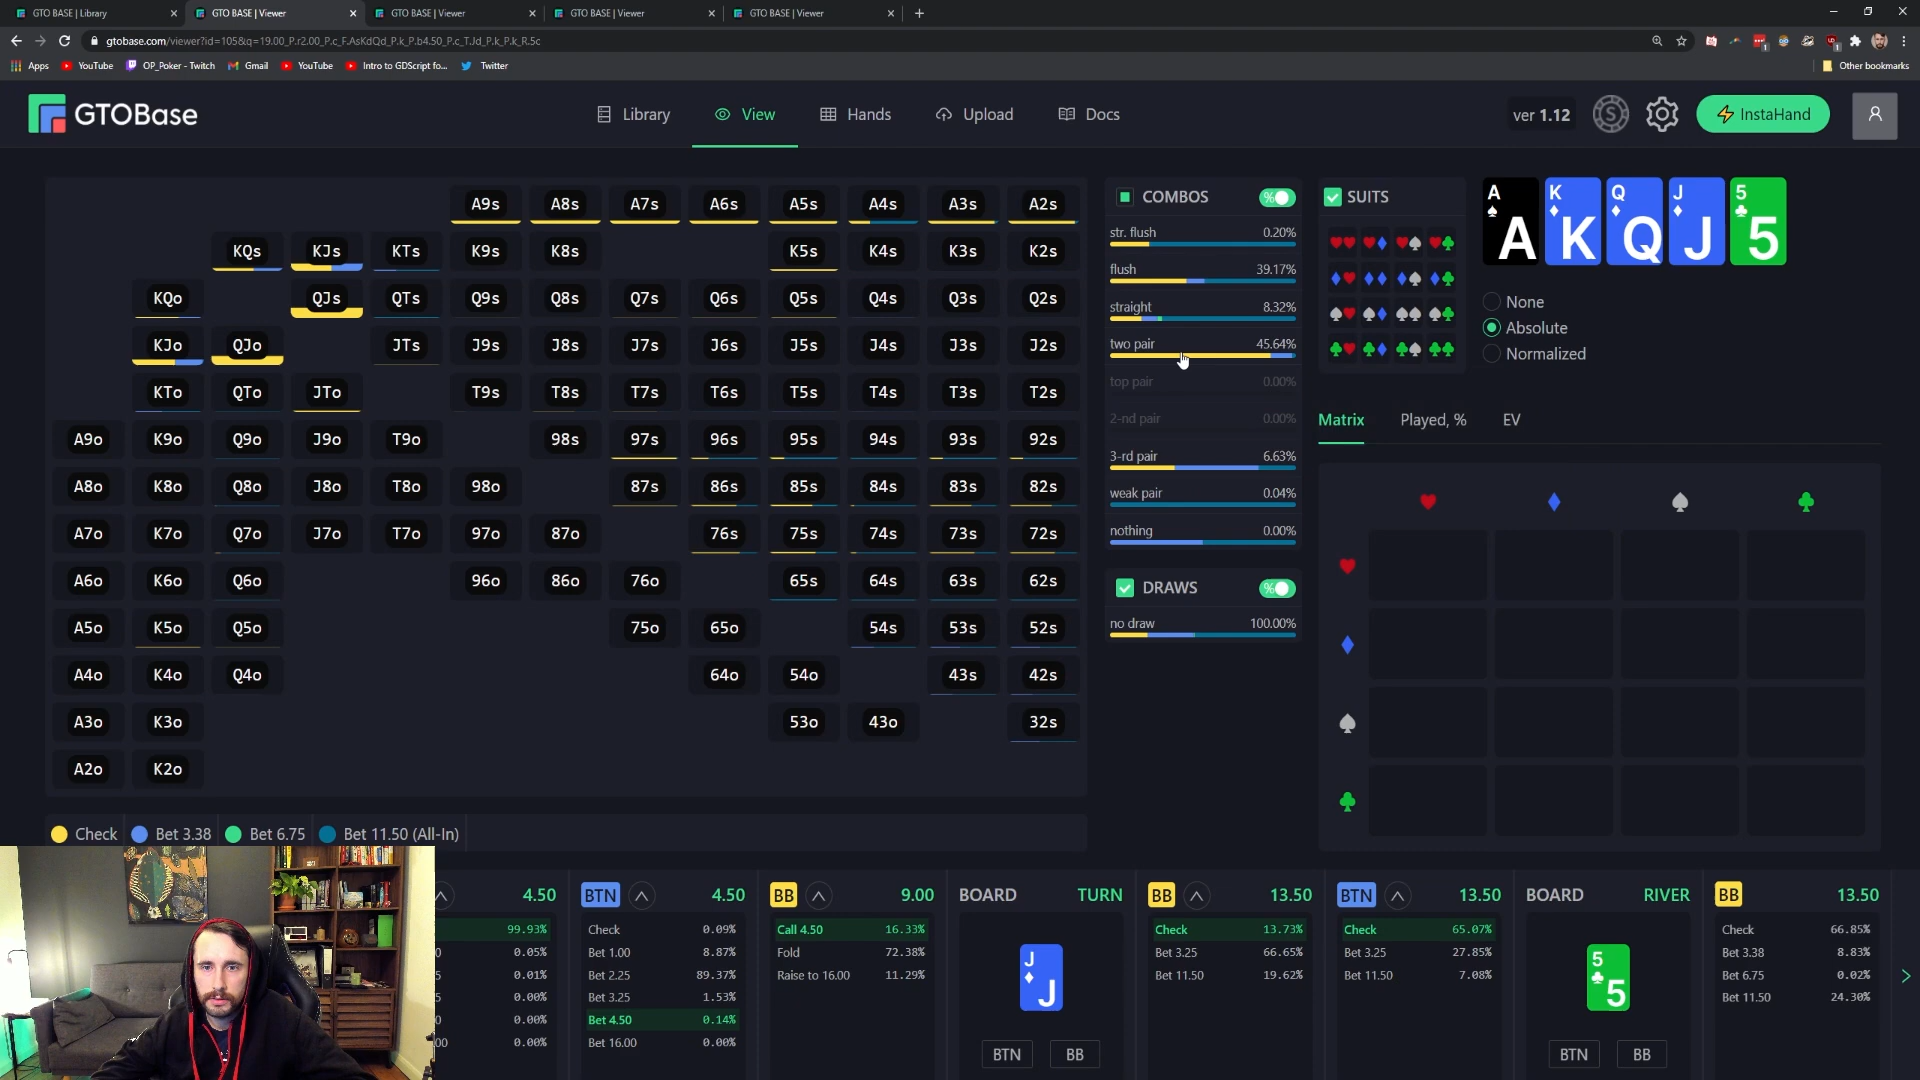 GTO BASE | Library
GTO BASE | Viewer
GTO BASE | Viewer
GTO BASE | Viewer
GTO BASE | Viewer
gtobase.com/viewer?id=105&q=19.00_P.r2.00_P.c_F.AsKdQd_P.k_P.b4.50_P.c_T.Jd_P.k_P.k_R.5c
Apps YouTube OP_Poker - Twitch Gmail YouTube Intro to GDScript fo... Twitter Other bookmarks
GTOBase Library View Hands Upload Docs ver 1.12 InstaHand
A9s A8s A7s A6s A5s A4s A3s A2s
KQs KJs KTs K9s K8s K5s K4s K3s K2s
KQo QJs QTs Q9s Q8s Q7s Q6s Q5s Q4s Q3s Q2s
KJo QJo JTs J9s J8s J7s J6s J5s J4s J3s J2s
KTo QTo JTo T9s T8s T7s T6s T5s T4s T3s T2s
A9o K9o Q9o J9o T9o 98s 97s 96s 95s 94s 93s 92s
A8o K8o Q8o J8o T8o 98o 87s 86s 85s 84s 83s 82s
A7o K7o Q7o J7o T7o 97o 87o 76s 75s 74s 73s 72s
A6o K6o Q6o 96o 86o 76o 65s 64s 63s 62s
A5o K5o Q5o 75o 65o 54s 53s 52s
A4o K4o Q4o 64o 54o 43s 42s
A3o K3o 53o 43o 32s
A2o K2o
Check Bet 3.38 Bet 6.75 Bet 11.50 (All-In)
COMBOS %
str. flush 0.20%
flush 39.17%
straight 8.32%
two pair 45.64%
top pair 0.00%
2-nd pair 0.00%
3-rd pair 6.63%
weak pair 0.04%
nothing 0.00%
DRAWS %
no draw 100.00%
SUITS
A A K K Q Q J J 5 5
None
Absolute
Normalized
Matrix Played, % EV
4.50
99.93%
0 0.05%
5 0.01%
5 0.00%
0 0.00%
00 0.00%
BTN 4.50
Check 0.09%
Bet 1.00 8.87%
Bet 2.25 89.37%
Bet 3.25 1.53%
Bet 4.50 0.14%
Bet 16.00 0.00%
BB 9.00
Call 4.50 16.33%
Fold 72.38%
Raise to 16.00 11.29%
BOARD TURN
J J
BTN BB
BB 13.50
Check 13.73%
Bet 3.25 66.65%
Bet 11.50 19.62%
BTN 13.50
Check 65.07%
Bet 3.25 27.85%
Bet 11.50 7.08%
BOARD RIVER
5 5
BTN BB
BB 13.50
Check 66.85%
Bet 3.38 8.83%
Bet 6.75 0.02%
Bet 11.50 24.30%